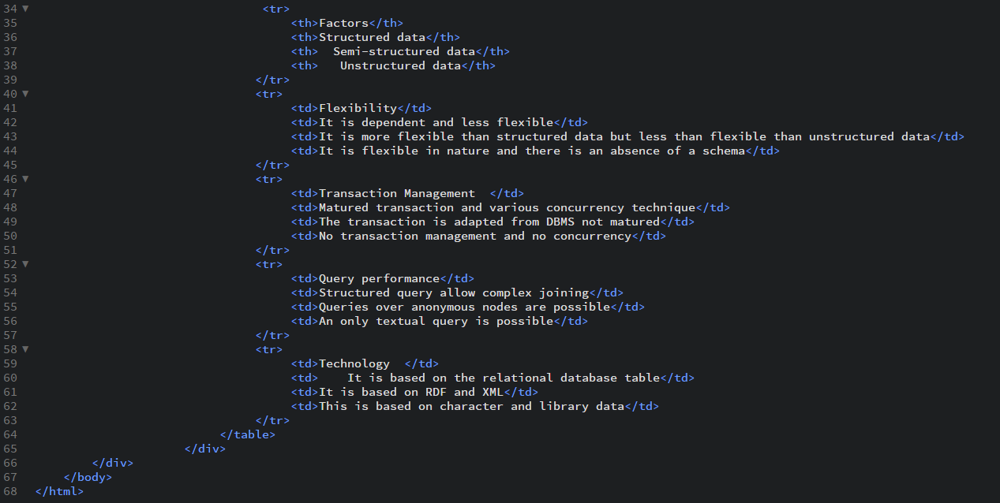 34 <tr>
35 <th>Factors</th>
36 <th>Structured data</th>
37 <th>  Semi-structured data</th>
38 <th>   Unstructured data</th>
39 </tr>
40 <tr>
41 <td>Flexibility</td>
42 <td>It is dependent and less flexible</td>
43 <td>It is more flexible than structured data but less than flexible than unstructured data</td>
44 <td>It is flexible in nature and there is an absence of a schema</td>
45 </tr>
46 <tr>
47 <td>Transaction Management  </td>
48 <td>Matured transaction and various concurrency technique</td>
49 <td>The transaction is adapted from DBMS not matured</td>
50 <td>No transaction management and no concurrency</td>
51 </tr>
52 <tr>
53 <td>Query performance</td>
54 <td>Structured query allow complex joining</td>
55 <td>Queries over anonymous nodes are possible</td>
56 <td>An only textual query is possible</td>
57 </tr>
58 <tr>
59 <td>Technology  </td>
60 <td>    It is based on the relational database table</td>
61 <td>It is based on RDF and XML</td>
62 <td>This is based on character and library data</td>
63 </tr>
64 </table>
65 </div>
66 </div>
67 </body>
68 </html>